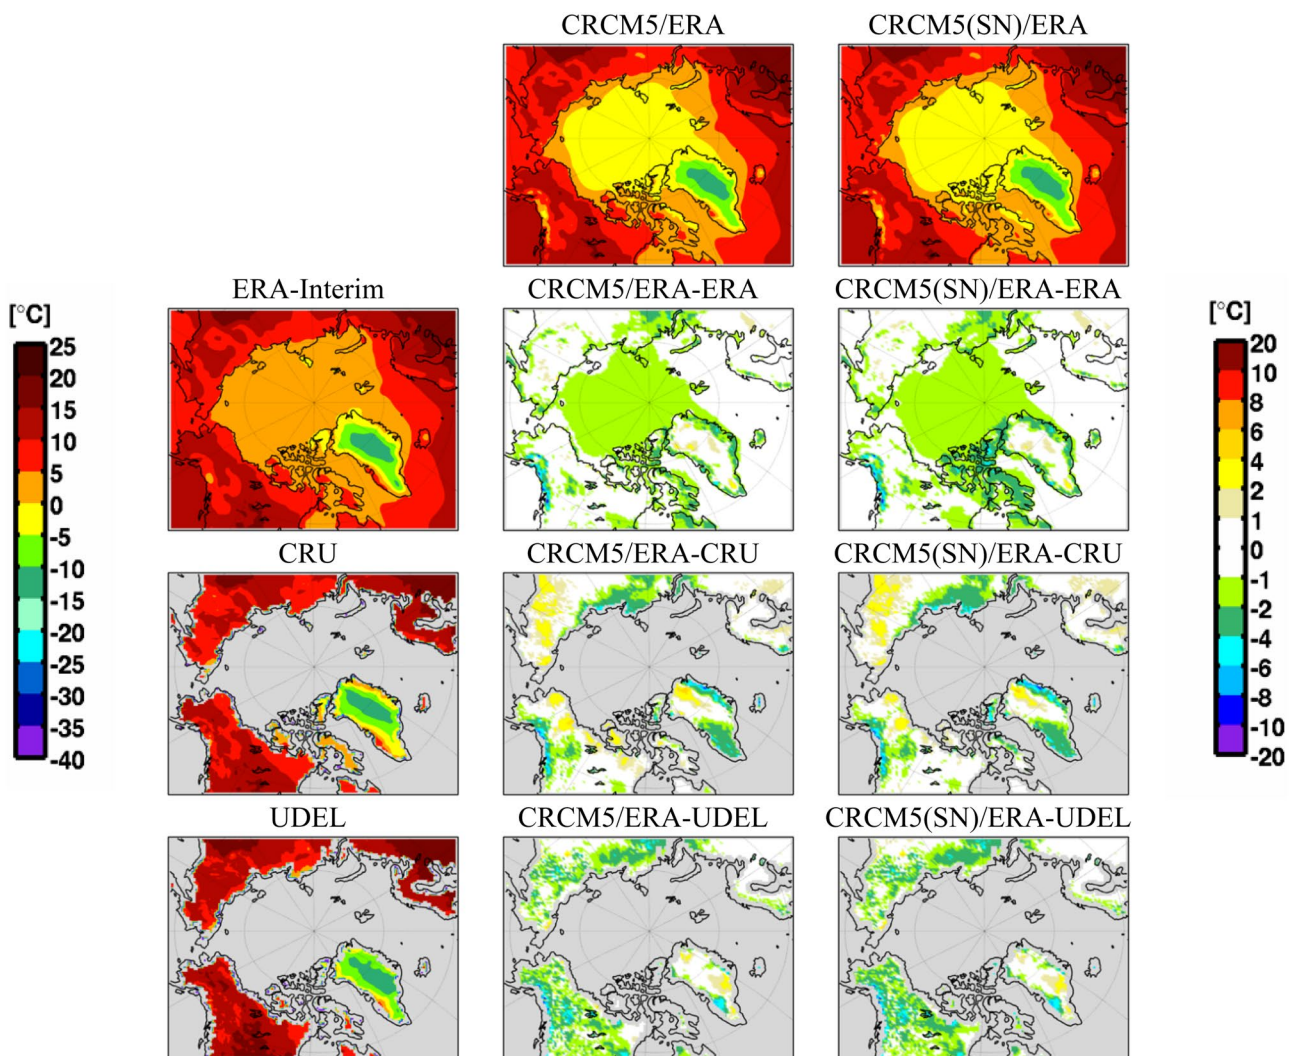 CRCM5/ERA
CRCM5(SN)/ERA
ERA-Interim
CRCM5/ERA-ERA
CRCM5(SN)/ERA-ERA
[°C]
25
20
15
10
5
0
-5
-10
-15
-20
-25
-30
-35
-40
[°C]
20
10
8
6
4
2
1
0
-1
-2
-4
-6
-8
-10
-20
CRU
CRCM5/ERA-CRU
CRCM5(SN)/ERA-CRU
UDEL
CRCM5/ERA-UDEL
CRCM5(SN)/ERA-UDEL